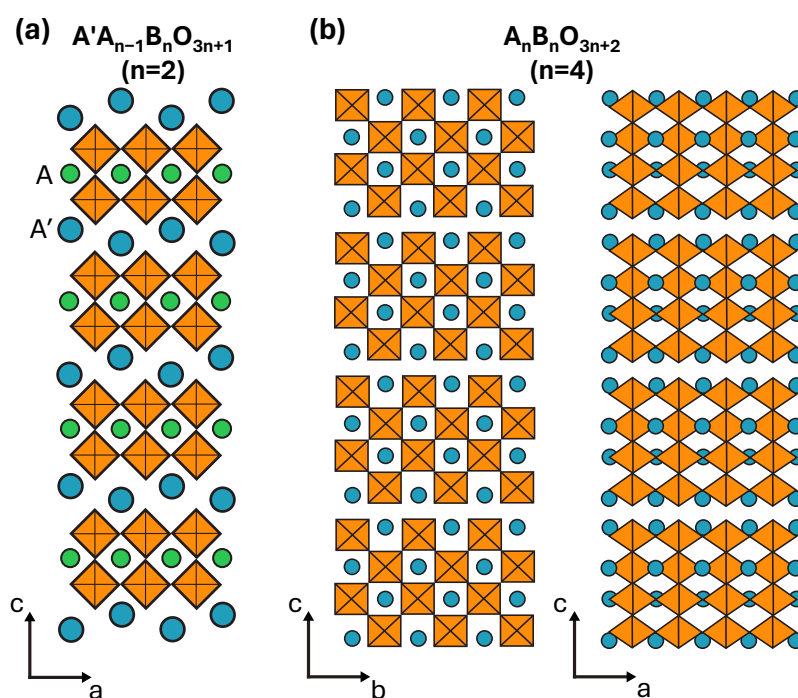 (a)
A'Aₙ₋₁BₙO₃ₙ₊₁
(n=2)
(b)
AₙBₙO₃ₙ₊₂
(n=4)
A
A′
c
a
c
b
c
a